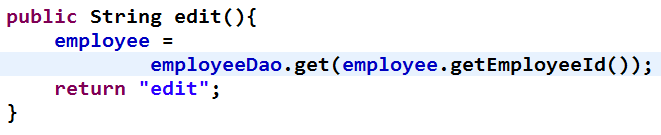 public String edit(){
    employee =
            employeeDao.get(employee.getEmployeeId());
    return "edit";
}